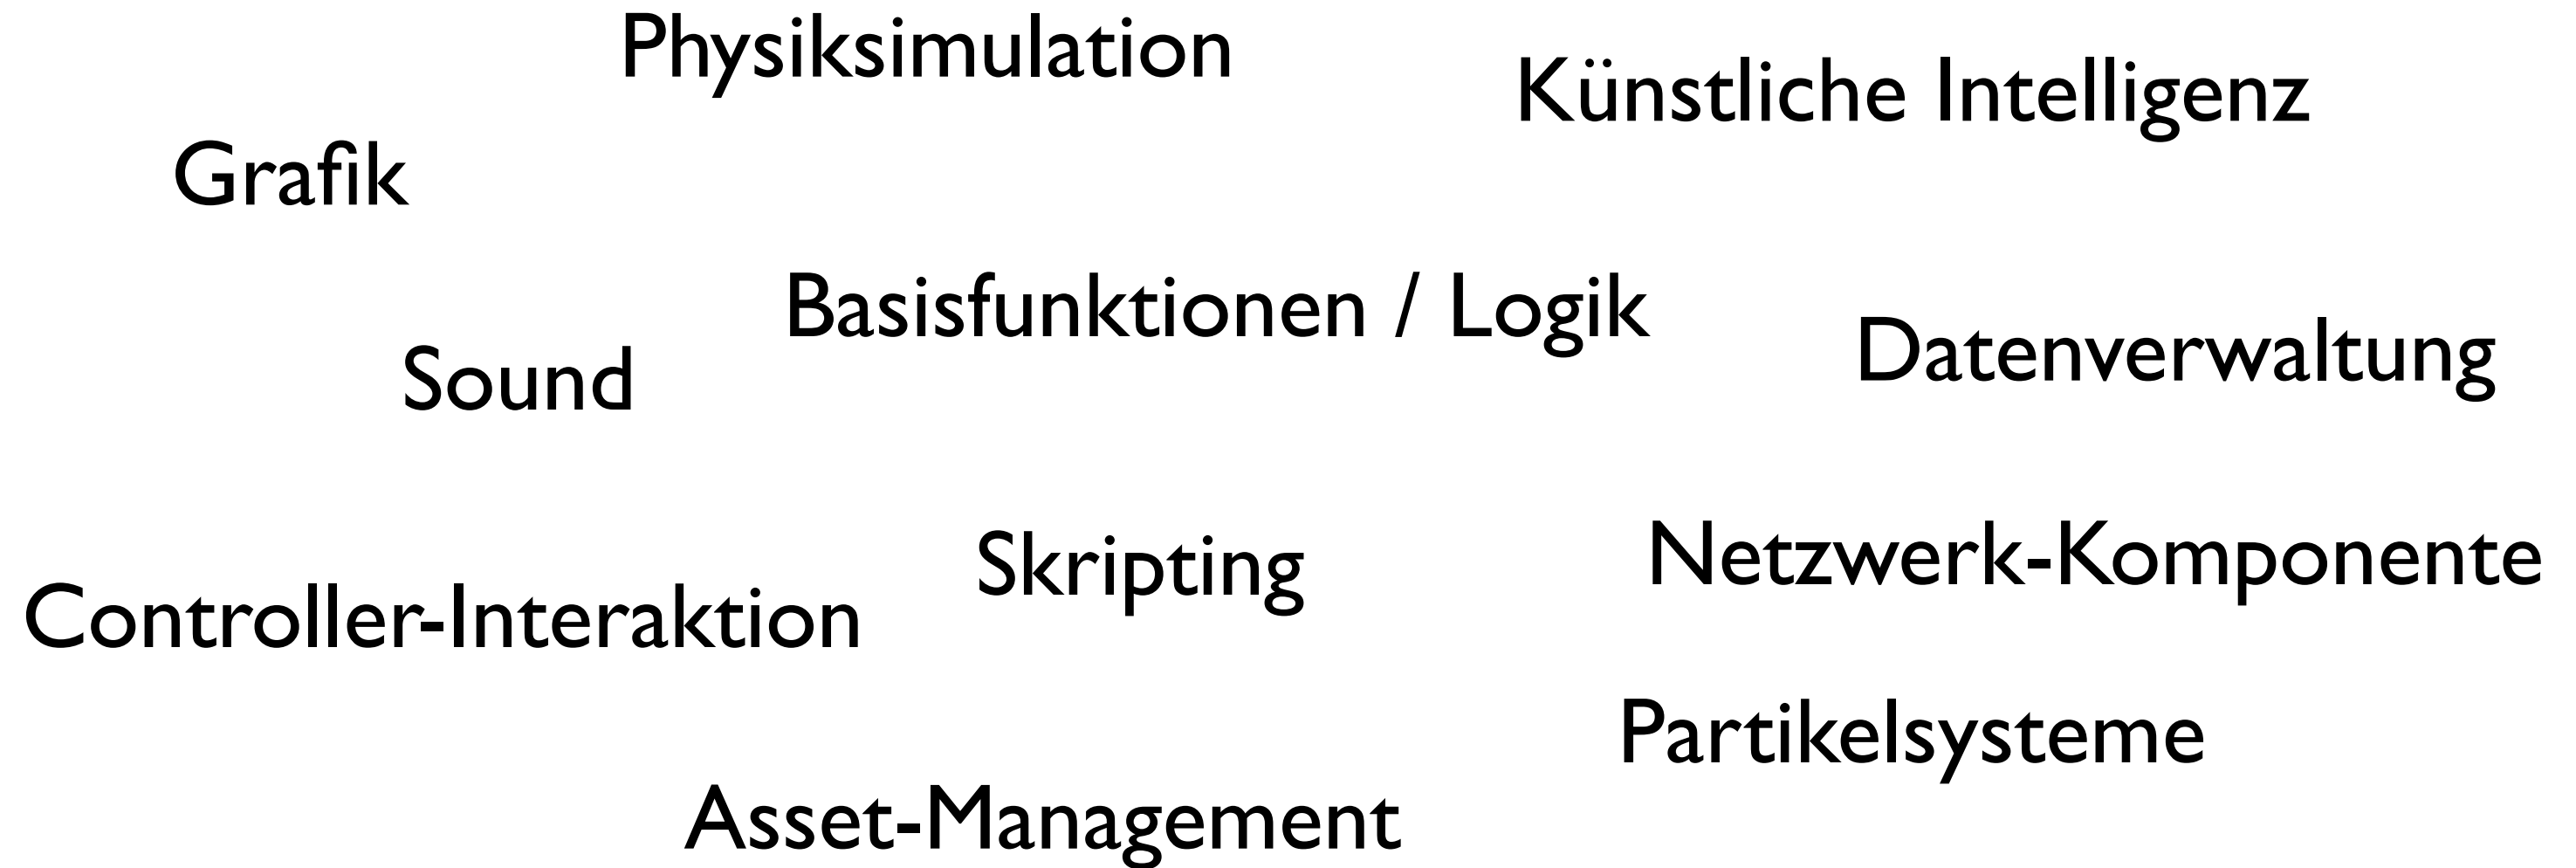 Physiksimulation
Künstliche Intelligenz
Grafik
Basisfunktionen / Logik
Datenverwaltung
Sound
Netzwerk-Komponente
Skripting
Controller-Interaktion
Partikelsysteme
Asset-Management